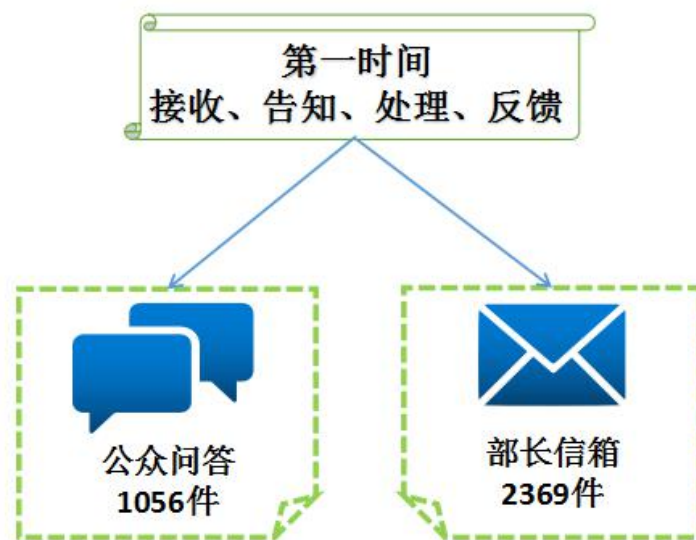 第一时间
接收、告知、处理、反馈
公众问答
1056件
部长信箱
2369件